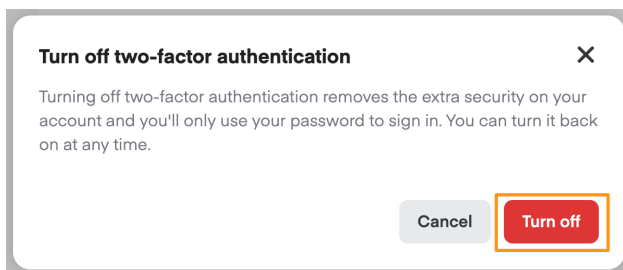 Turn off two-factor authentication
Turning off two-factor authentication removes the extra security on your
account and you'll only use your password to sign in. You can turn it back
on at any time.
Cancel
Turn off